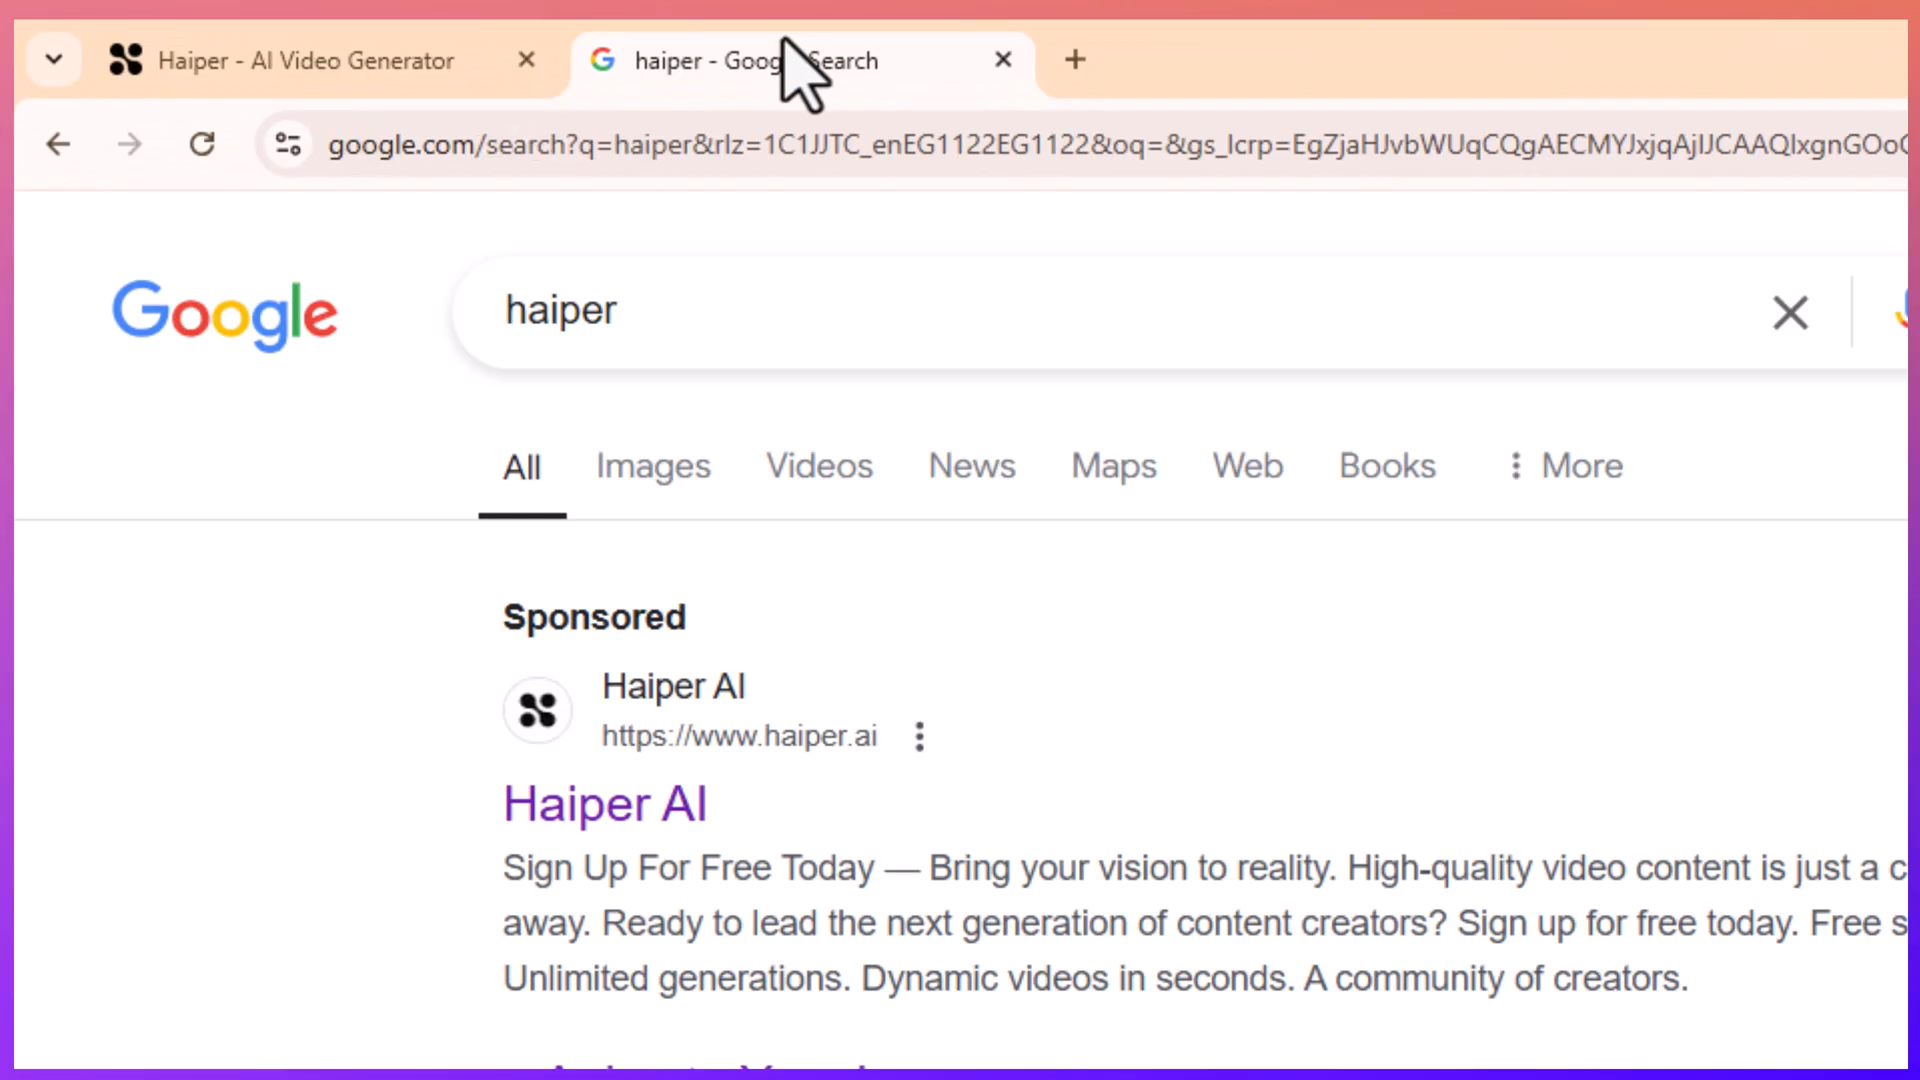 Haiper - AI Video Generator
haiper - Goog Search
google.com/search?q=haiper&rlz=1C1JJTC_enEG1122EG1122&oq=&gs_lcrp=
Google
haiper
All Images Videos News Maps Web Books More
Sponsored
Haiper AI
https://www.haiper.ai
Haiper AI
Sign Up For Free Today — Bring your vision to reality. High-quality video content is just a c
away. Ready to lead the next generation of content creators? Sign up for free today. Free s
Unlimited generations. Dynamic videos in seconds. A community of creators.